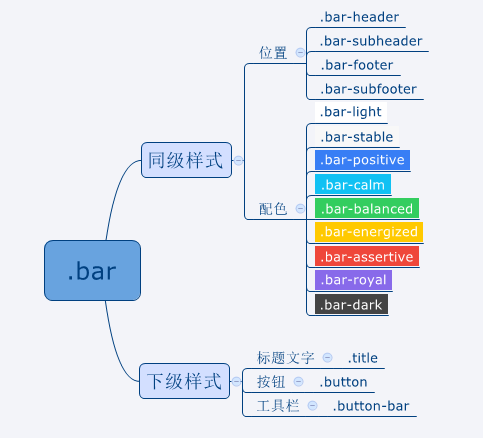 .bar
同级样式
位置
.bar-header
.bar-subheader
.bar-footer
.bar-subfooter
配色
.bar-light
.bar-stable
.bar-positive
.bar-calm
.bar-balanced
.bar-energized
.bar-assertive
.bar-royal
.bar-dark
下级样式
标题文字 .title
按钮 .button
工具栏 .button-bar